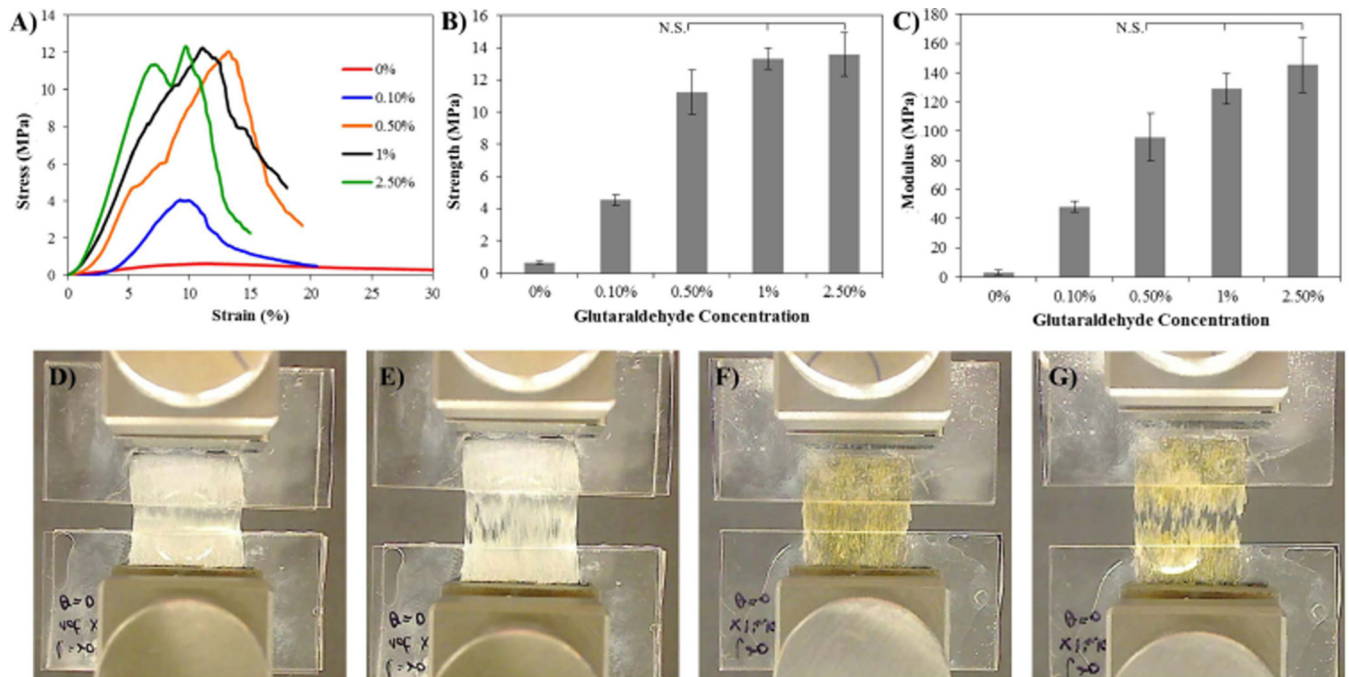 A)
14
12
10
8
6
4
2
0
Stress (MPa)
0 5 10 15 20 25 30
Strain (%)
0%
0.10%
0.50%
1%
2.50%
B)
N.S.
16
14
12
10
8
6
4
2
0
Strength (MPa)
0% 0.10% 0.50% 1% 2.50%
Glutaraldehyde Concentration
C)
N.S.
180
160
140
120
100
80
60
40
20
0
Modulus (MPa)
0% 0.10% 0.50% 1% 2.50%
Glutaraldehyde Concentration
D)
θ=0
E)
θ=0
F)
θ=0
G)
θ=0